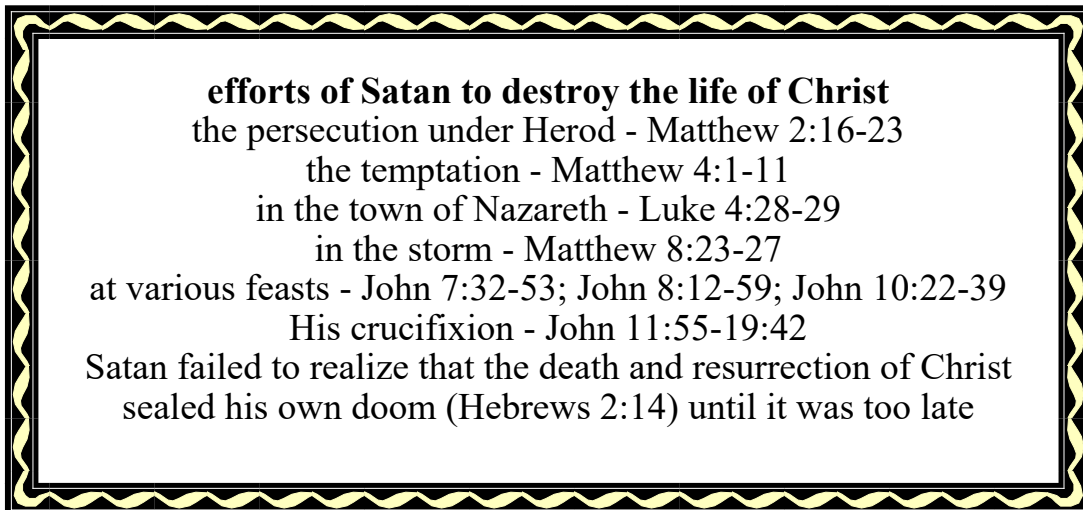 efforts of Satan to destroy the life of Christ
the persecution under Herod - Matthew 2:16-23
the temptation - Matthew 4:1-11
in the town of Nazareth - Luke 4:28-29
in the storm - Matthew 8:23-27
at various feasts - John 7:32-53; John 8:12-59; John 10:22-39
His crucifixion - John 11:55-19:42
Satan failed to realize that the death and resurrection of Christ
sealed his own doom (Hebrews 2:14) until it was too late